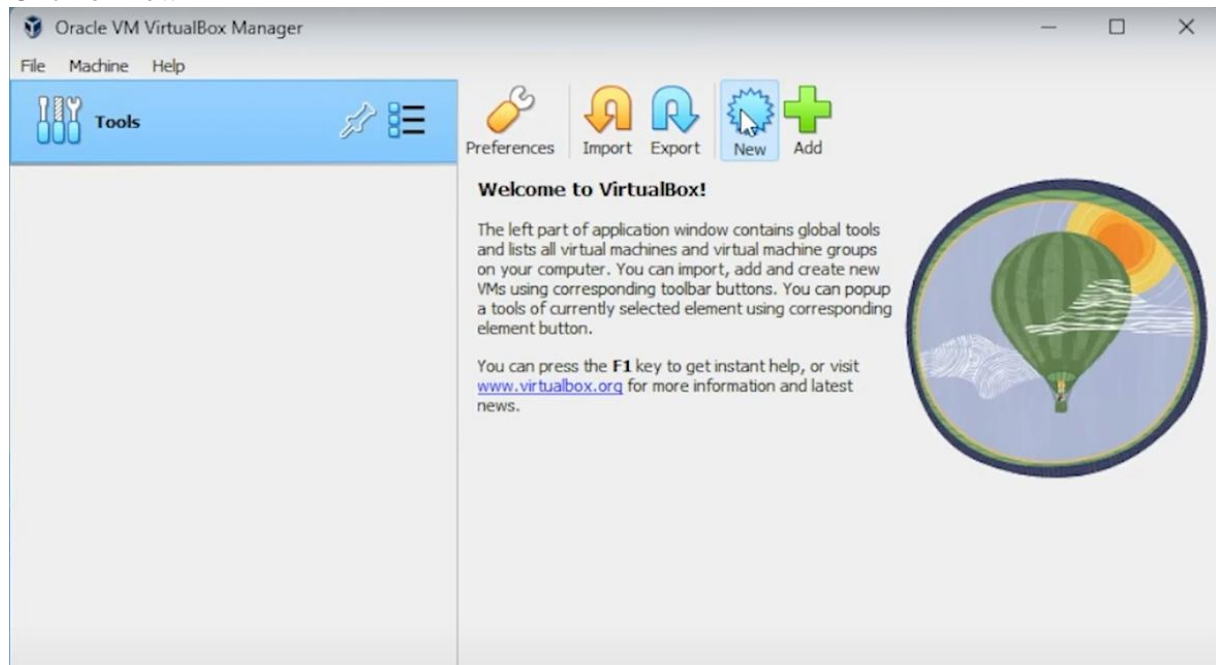 Oracle VM VirtualBox Manager
File Machine Help
Tools
Preferences Import Export New Add
Welcome to VirtualBox!
The left part of application window contains global tools
and lists all virtual machines and virtual machine groups
on your computer. You can import, add and create new
VMs using corresponding toolbar buttons. You can popup
a tools of currently selected element using corresponding
element button.
You can press the F1 key to get instant help, or visit
www.virtualbox.org for more information and latest
news.